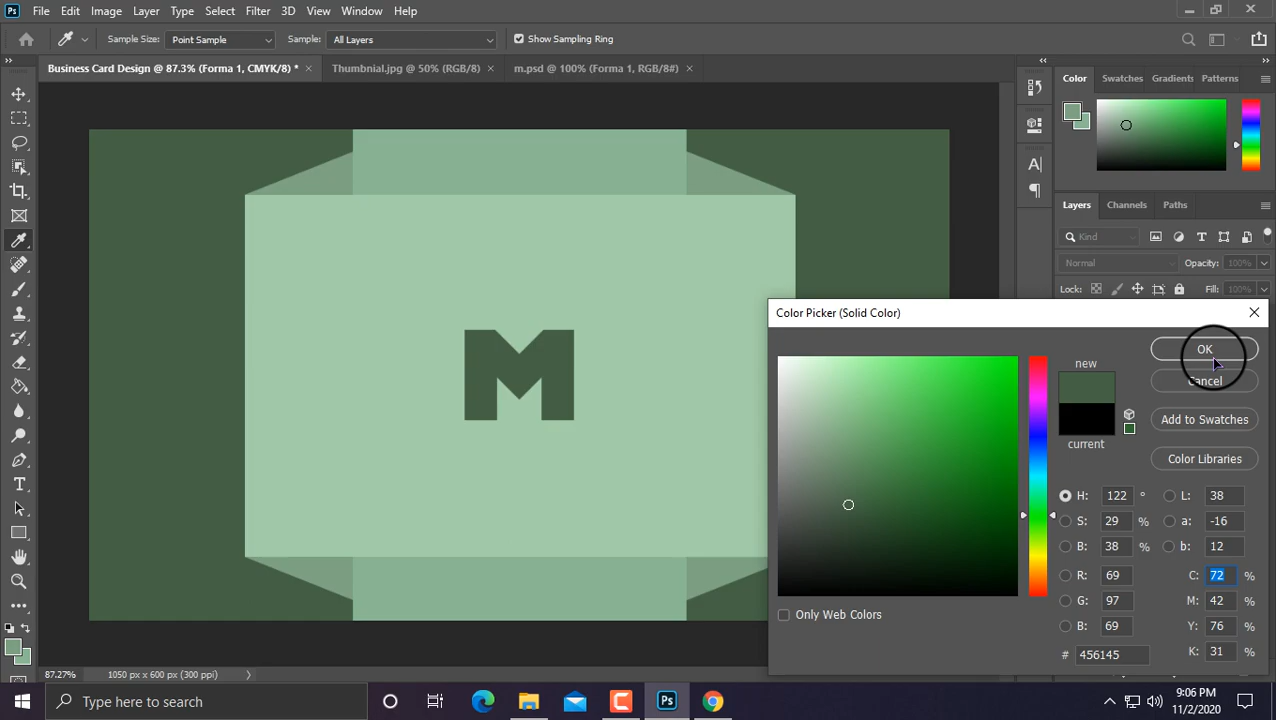 Ps File Edit Image Layer Type Select Filter 3D View Window Help
Sample Size: Point Sample Sample: All Layers Show Sampling Ring
Business Card Design @ 87.3% (Forma 1, CMYK/8) * × Thumbnial.jpg @ 50% (RGB/8) × m.psd @ 100% (Forma 1, RGB/8#) ×
Color Swatches Gradients Patterns
Layers Channels Paths
Kind
Normal Opacity: 100%
Lock: Fill: 100%
M
Color Picker (Solid Color)
new
current
OK
Cancel
Add to Swatches
Color Libraries
H: 122 ° L: 38
S: 29 % a: -16
B: 38 % b: 12
R: 69 C: 72 %
G: 97 M: 42 %
B: 69 Y: 76 %
# 456145 K: 31 %
Only Web Colors
87.27% 1050 px x 600 px (300 ppi)
Type here to search
Ps
9:06 PM
11/2/2020